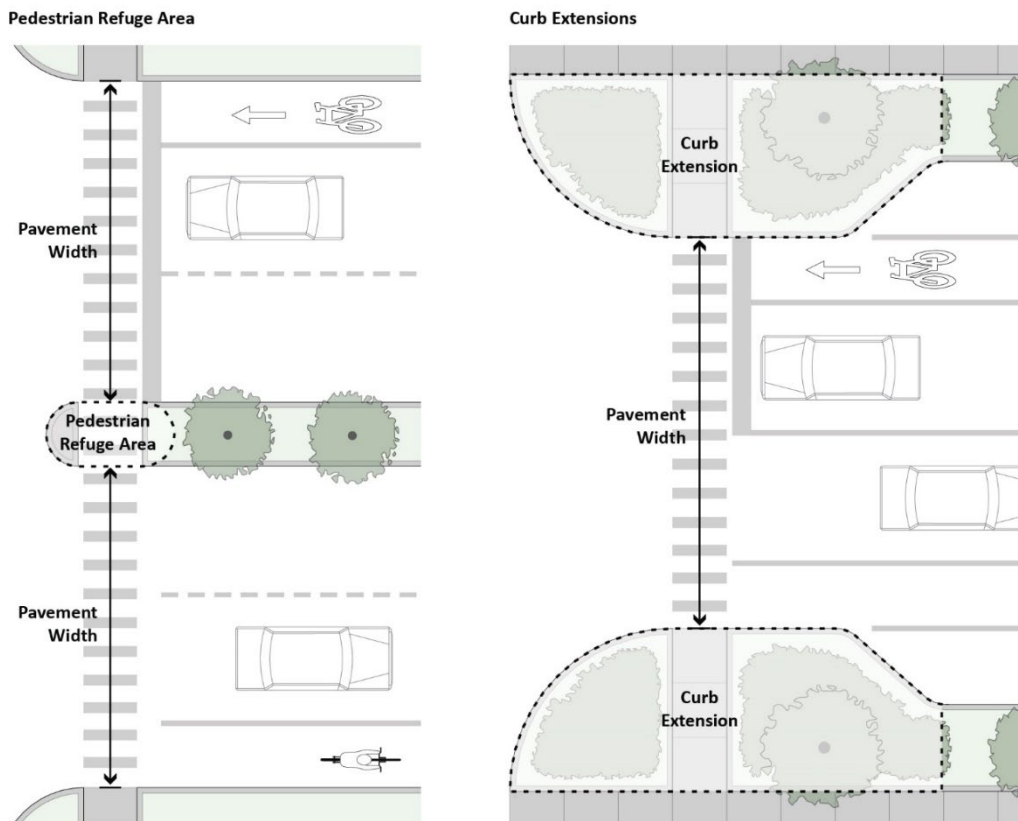 Pedestrian Refuge Area
Pavement
Width
Pedestrian
Refuge Area
Pavement
Width
Curb Extensions
Curb
Extension
Pavement
Width
Curb
Extension